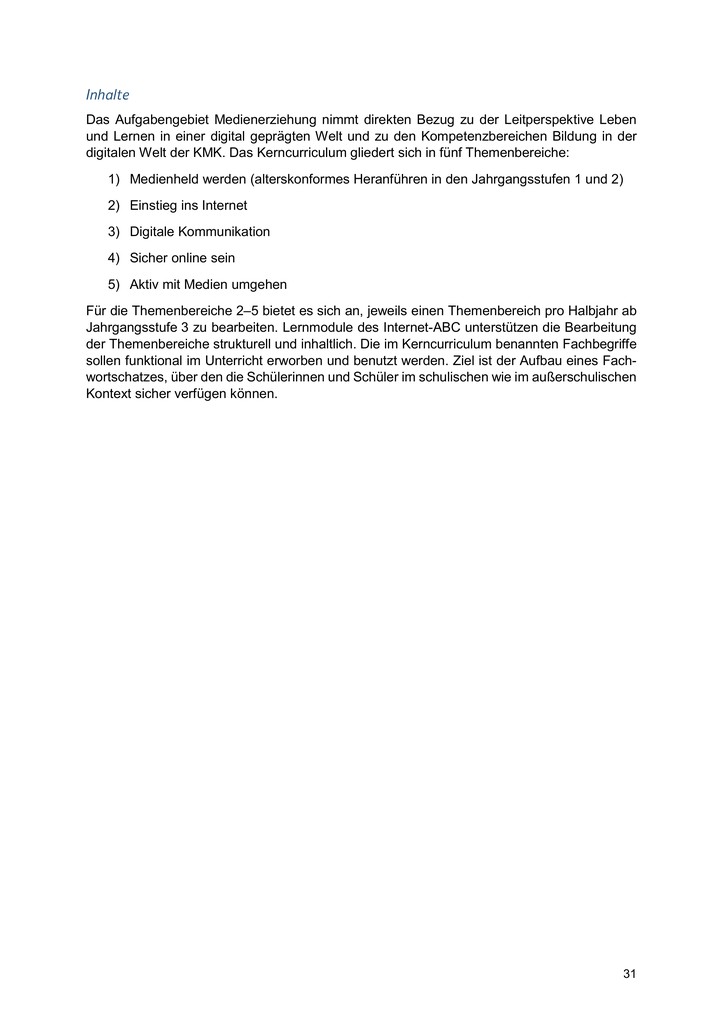 Inhalte
Das Aufgabengebiet Medienerziehung nimmt direkten Bezug zu der Leitperspektive Leben
und Lernen in einer digital geprägten Welt und zu den Kompetenzbereichen Bildung in der
digitalen Welt der KMK. Das Kerncurriculum gliedert sich in fünf Themenbereiche:
1) Medienheld werden (alterskonformes Heranführen in den Jahrgangsstufen 1 und 2)
2) Einstieg ins Internet
3) Digitale Kommunikation
4) Sicher online sein
5) Aktiv mit Medien umgehen
Für die Themenbereiche 2–5 bietet es sich an, jeweils einen Themenbereich pro Halbjahr ab
Jahrgangsstufe 3 zu bearbeiten. Lernmodule des Internet-ABC unterstützen die Bearbeitung
der Themenbereiche strukturell und inhaltlich. Die im Kerncurriculum benannten Fachbegriffe
sollen funktional im Unterricht erworben und benutzt werden. Ziel ist der Aufbau eines Fach-
wortschatzes, über den die Schülerinnen und Schüler im schulischen wie im außerschulischen
Kontext sicher verfügen können.
31